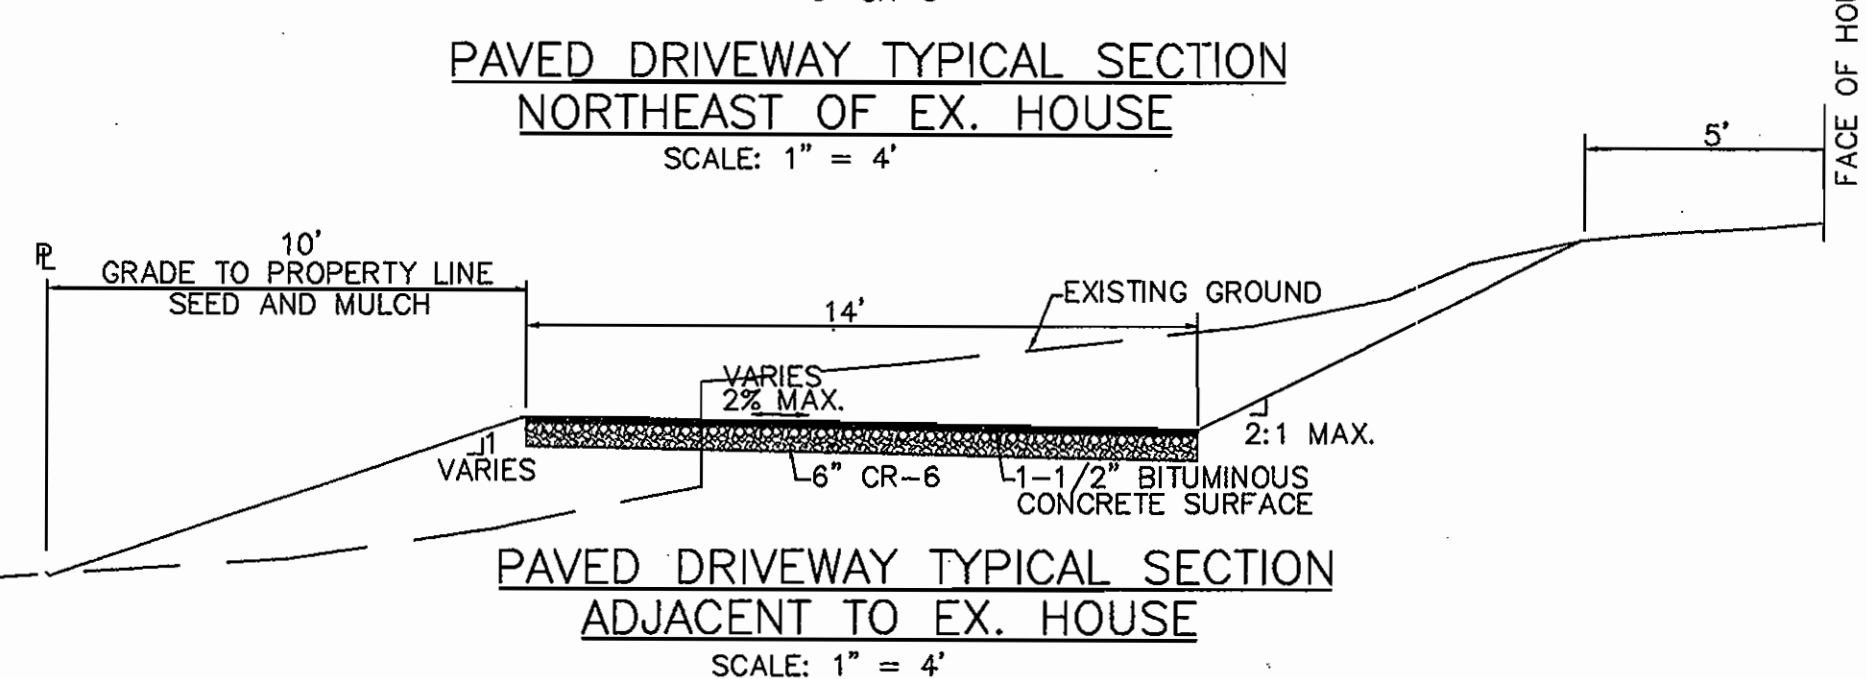 PAVED DRIVEWAY TYPICAL SECTION
NORTHEAST OF EX. HOUSE
SCALE: 1" = 4'
FACE OF
5'
℄
10'
GRADE TO PROPERTY LINE
SEED AND MULCH
14'
EXISTING GROUND
VARIES
2% MAX.
1
VARIES
2:1 MAX.
6" CR-6
1-1/2" BITUMINOUS
CONCRETE SURFACE
PAVED DRIVEWAY TYPICAL SECTION
ADJACENT TO EX. HOUSE
SCALE: 1" = 4'